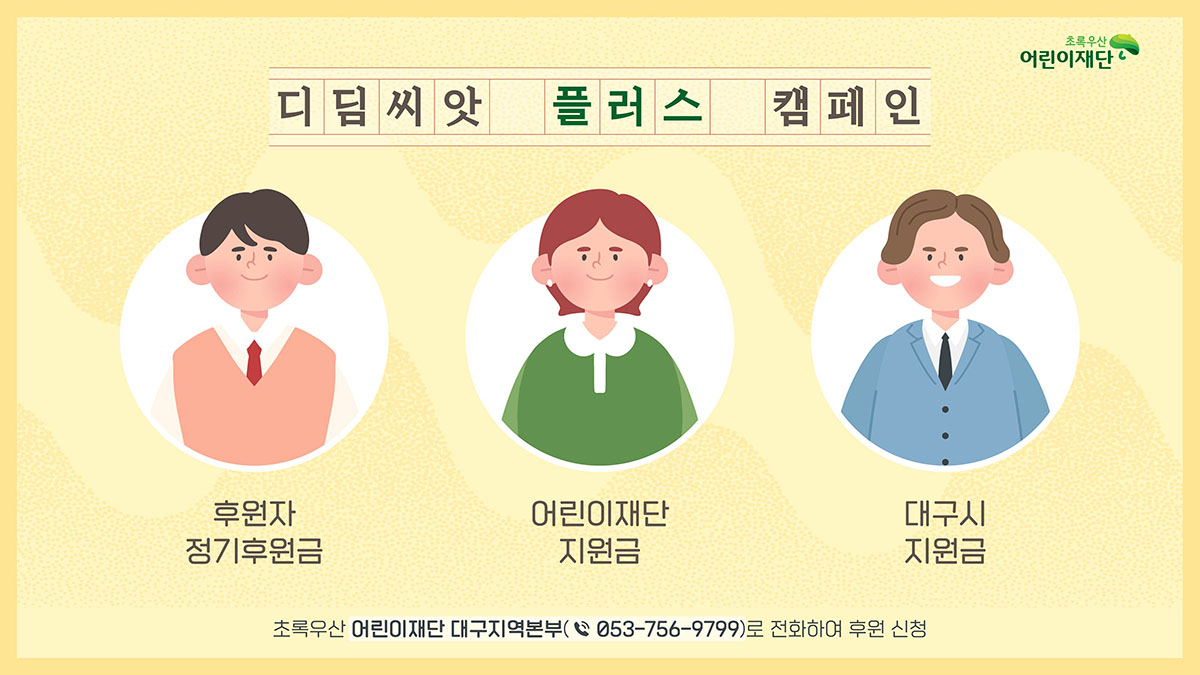 초록우산
어린이재단
디딤씨앗 플러스 캠페인
후원자
정기후원금
어린이재단
지원금
대구시
지원금
초록우산 어린이재단 대구지역본부( 053-756-9799)로 전화하여 후원 신청